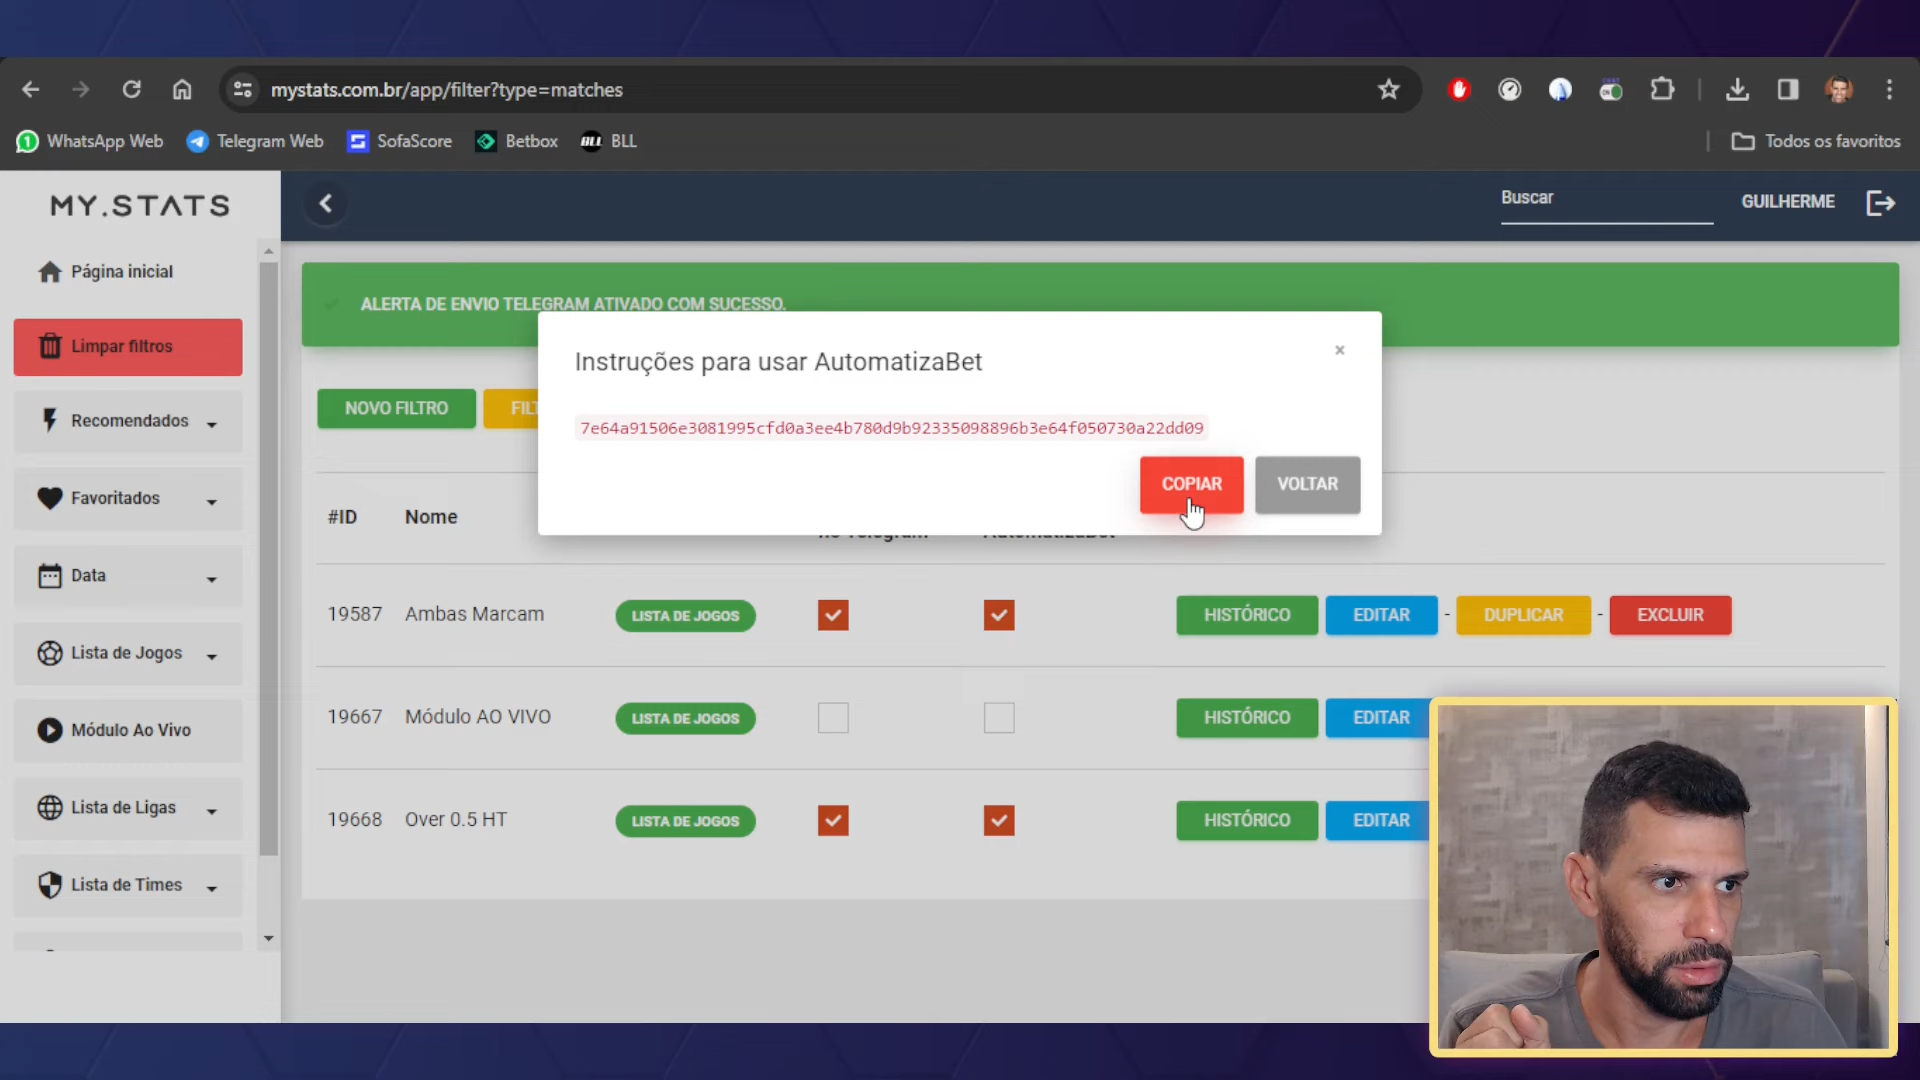 mystats.com.br/app/filter?type=matches
WhatsApp Web
Telegram Web
SofaScore
Betbox
BLL
BLL
Todos os favoritos
MY.STATS
Buscar
GUILHERME
Página inicial
Limpar filtros
Recomendados
Favoritados
Data
Lista de Jogos
Módulo Ao Vivo
Lista de Ligas
Lista de Times
ALERTA DE ENVIO TELEGRAM ATIVADO COM SUCESSO.
Instruções para usar AutomatizaBet
×
7e64a91506e3081995cfd0a3ee4b780d9b92335098896b3e64f050730a22dd09
COPIAR
VOLTAR
NOVO FILTRO
#ID
Nome
no Telegram
AutomatizaBet
19587
Ambas Marcam
LISTA DE JOGOS
HISTÓRICO
EDITAR
-
DUPLICAR
-
EXCLUIR
19667
Módulo AO VIVO
LISTA DE JOGOS
HISTÓRICO
EDITAR
19668
Over 0.5 HT
LISTA DE JOGOS
HISTÓRICO
EDITAR